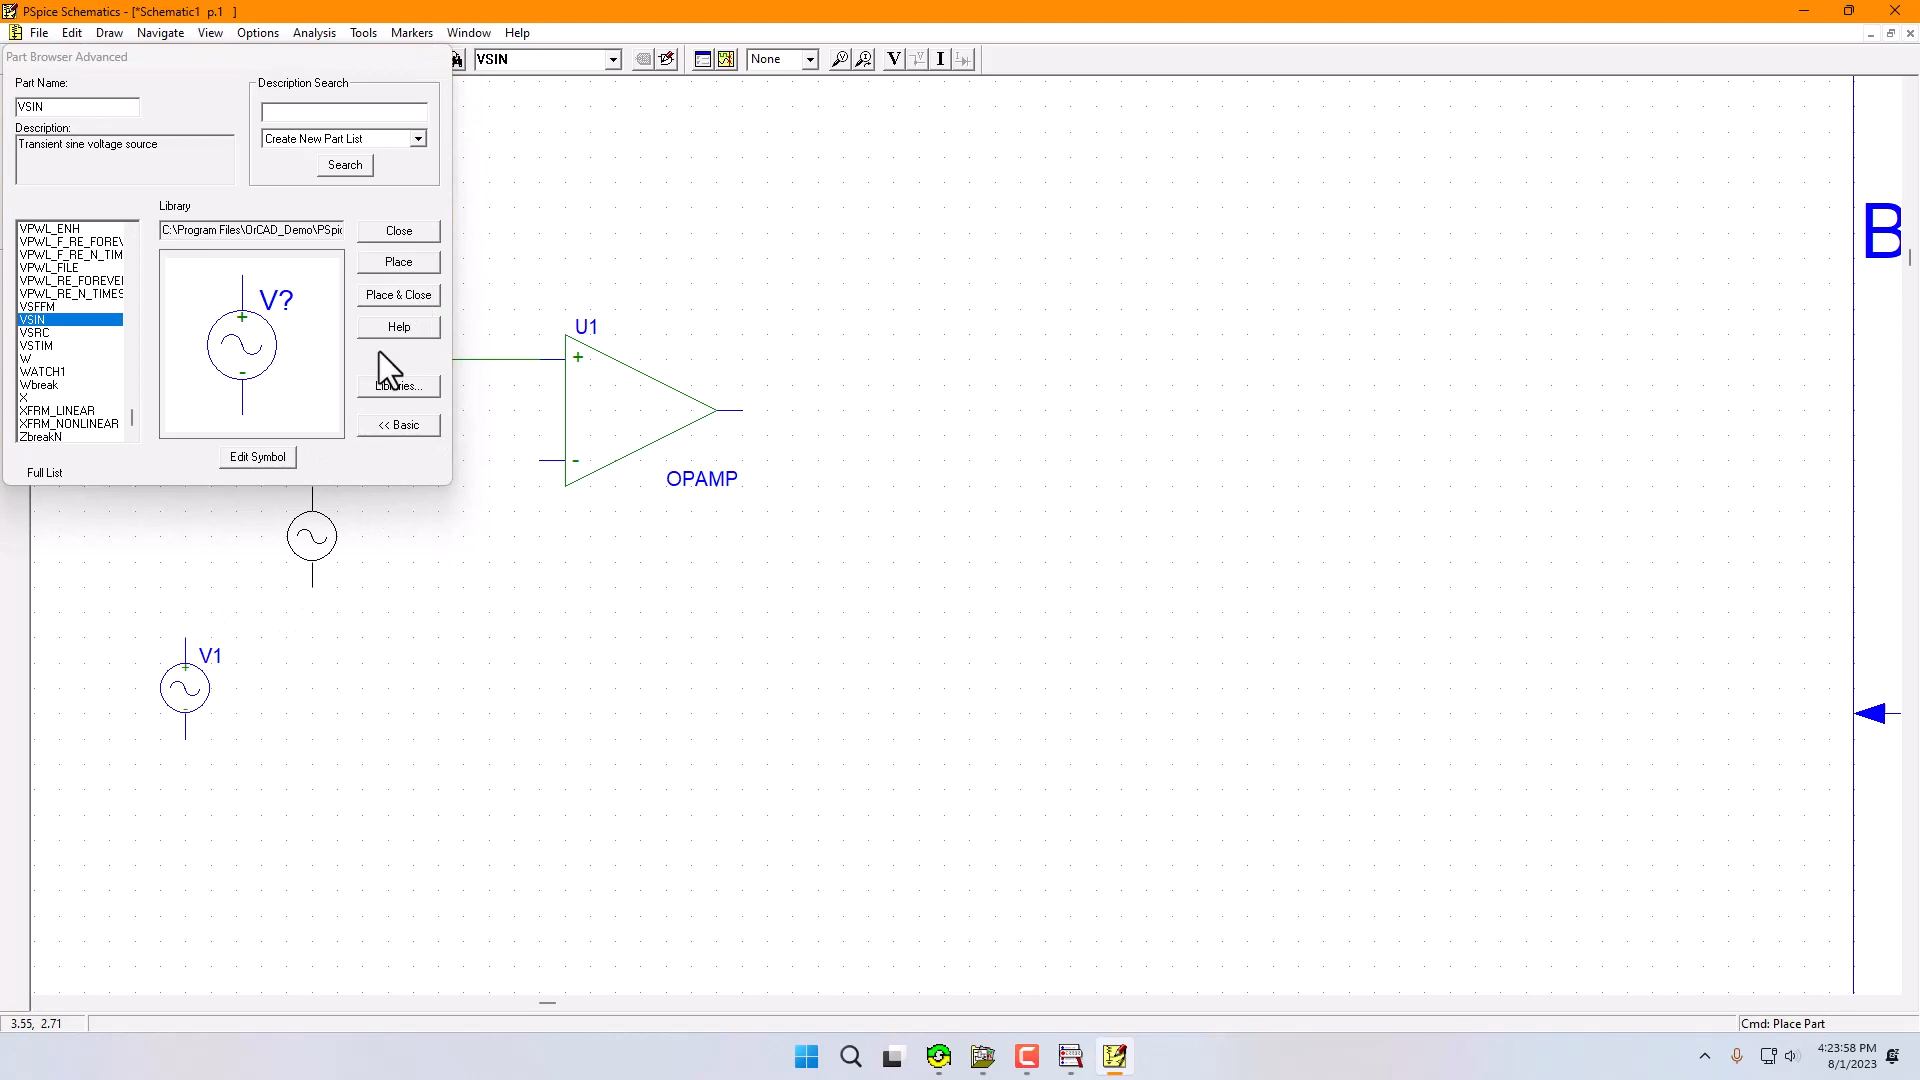 PSpice Schematics - [*Schematic1 p.1 ]
File Edit Draw Navigate View Options Analysis Tools Markers Window Help
Part Browser Advanced
VSIN
None
V
I
Part Name:
VSIN
Description:
Transient sine voltage source
Description Search
Create New Part List
Search
Library
C:\Program Files\OrCAD_Demo\PSpic
VPWL_ENH
VPWL_F_RE_FOREV
VPWL_F_RE_N_TIM
VPWL_FILE
VPWL_RE_FOREVEI
VPWL_RE_N_TIMES
VSFFM
VSIN
VSRC
VSTIM
W
WATCH1
Wbreak
X
XFRM_LINEAR
XFRM_NONLINEAR
ZbreakN
V?
+
-
Close
Place
Place & Close
Help
<< Basic
Edit Symbol
Full List
U1
+
-
OPAMP
V1
+
-
B
3.55, 2.71
Cmd: Place Part
4:23:58 PM
8/1/2023